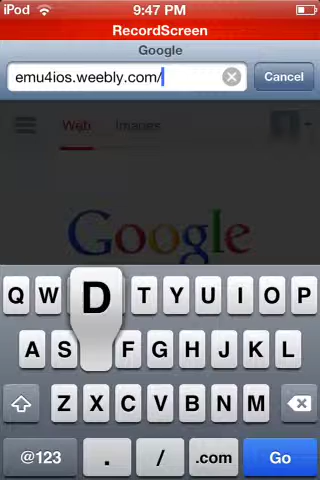 iPod 9:47 PM
RecordScreen
Google
emu4ios.weebly.com/ Cancel
Web Images
Google
Q W D T Y U I O P
A S F G H J K L
Z X C V B N M
@123 . / .com Go